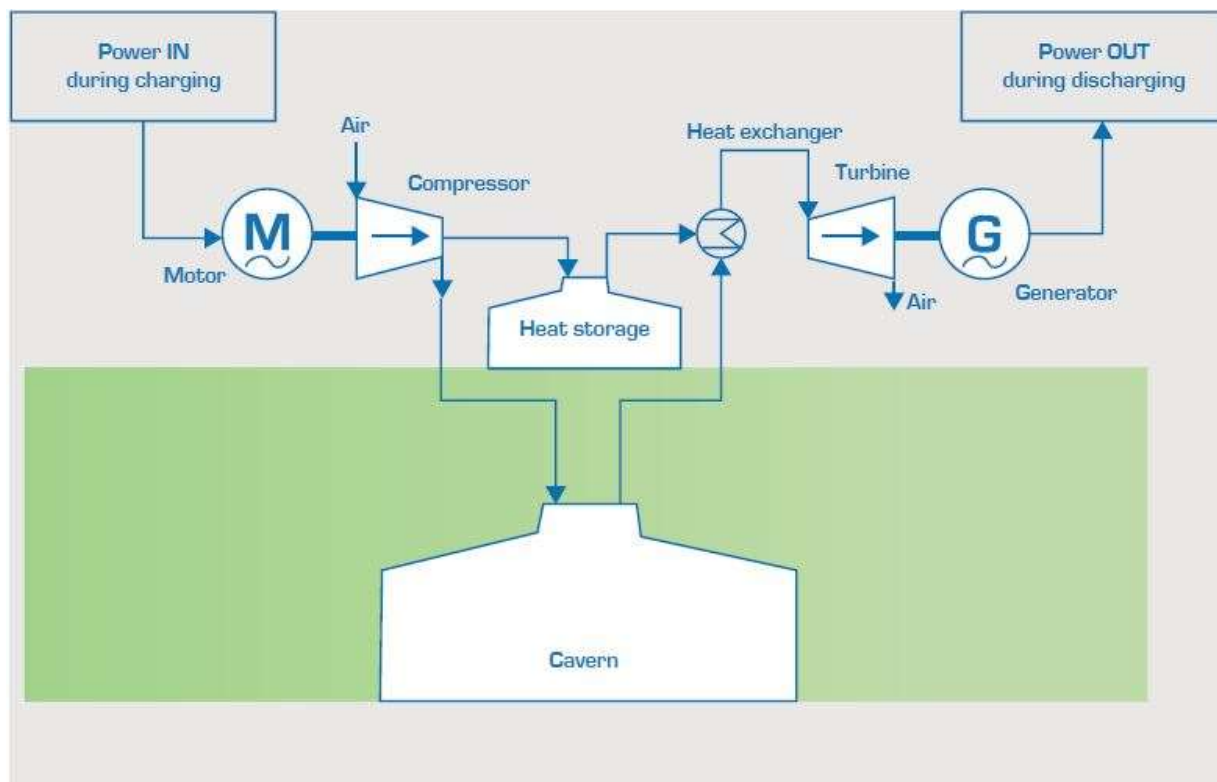 Power IN
during charging
Power OUT
during discharging
Air
Heat exchanger
Compressor
Turbine
M
G
Motor
Air
Generator
Heat storage
Cavern